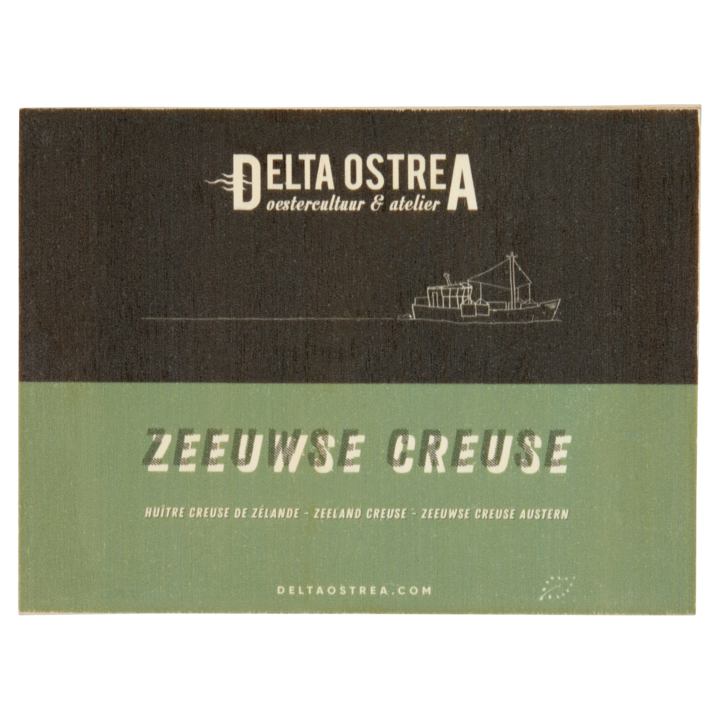 DELTA OSTREA
oestercultuur & atelier
ZEEUWSE CREUSE
HUÎTRE CREUSE DE ZÉLANDE - ZEELAND CREUSE - ZEEUWSE CREUSE AUSTERN
DELTAOSTREA.COM